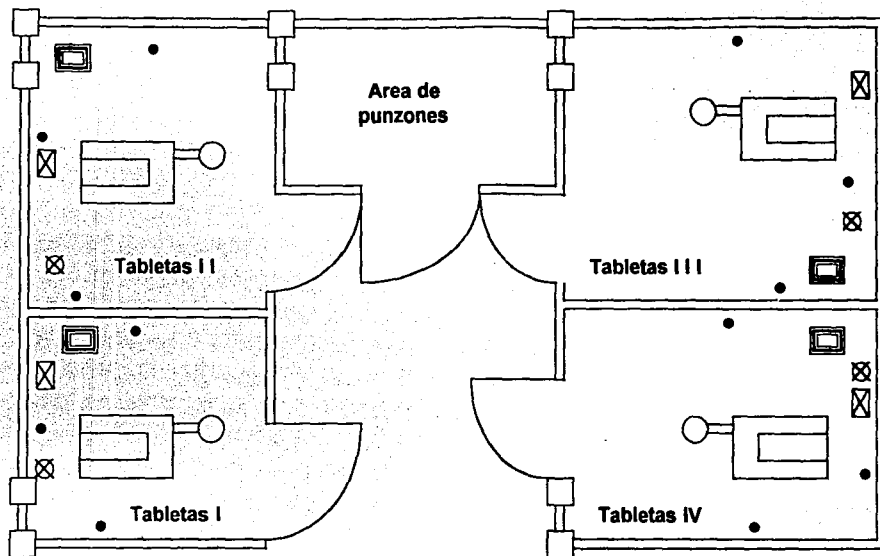 Area de
punzones
Tabletas I I
Tabletas I I I
Tabletas I
Tabletas IV